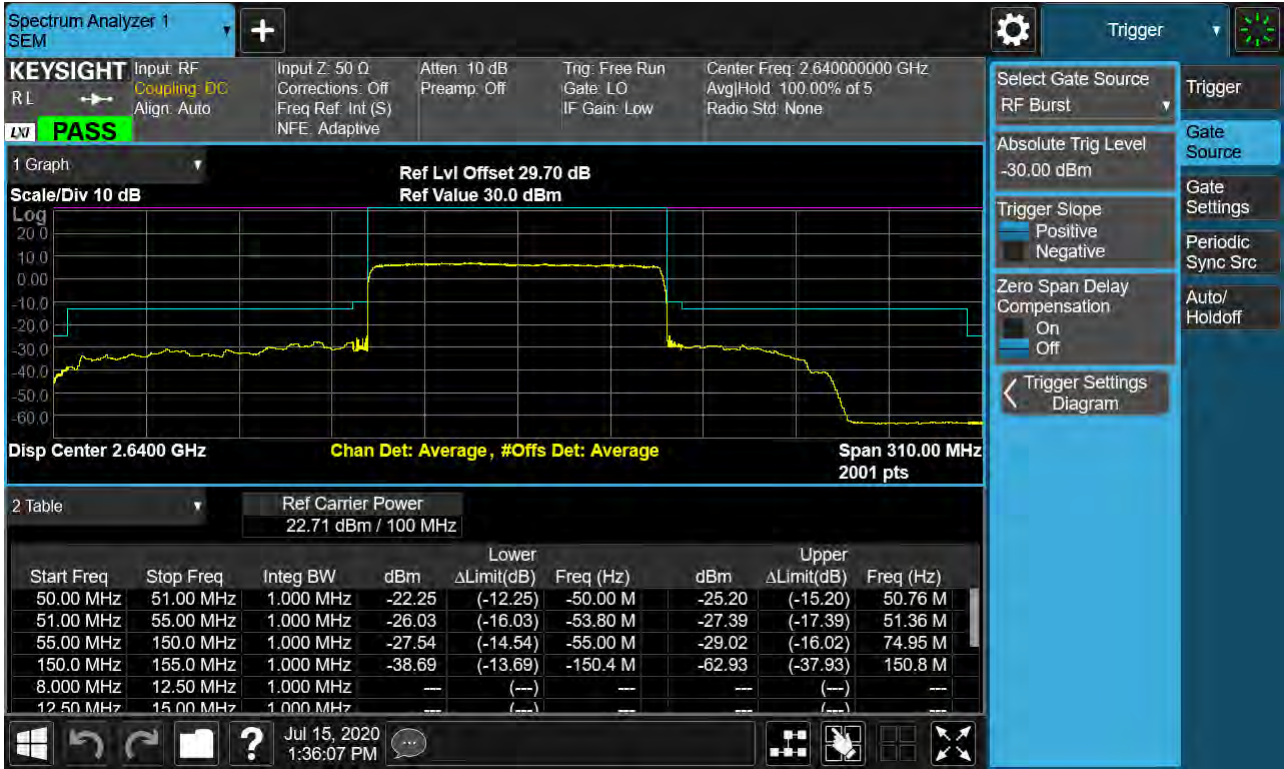 Spectrum Analyzer 1
SEM
+
Trigger
KEYSIGHT
R L
LXI PASS
Input: RF
Coupling: DC
Align: Auto
Input Z: 50 Ω
Corrections: Off
Freq Ref: Int (S)
NFE: Adaptive
Atten: 10 dB
Preamp: Off
Trig: Free Run
Gate: LO
IF Gain: Low
Center Freq: 2.640000000 GHz
Avg|Hold: 100.00% of 5
Radio Std: None
1 Graph
Scale/Div 10 dB
Ref Lvl Offset 29.70 dB
Ref Value 30.0 dBm
Log
20.0
10.0
0.00
-10.0
-20.0
-30.0
-40.0
-50.0
-60.0
Disp Center 2.6400 GHz
Chan Det: Average, #Offs Det: Average
Span 310.00 MHz
2001 pts
2 Table
Ref Carrier Power
22.71 dBm / 100 MHz
Lower Upper
Start Freq Stop Freq Integ BW dBm ΔLimit(dB) Freq (Hz) dBm ΔLimit(dB) Freq (Hz)
50.00 MHz 51.00 MHz 1.000 MHz -22.25 (-12.25) -50.00 M -25.20 (-15.20) 50.76 M
51.00 MHz 55.00 MHz 1.000 MHz -26.03 (-16.03) -53.80 M -27.39 (-17.39) 51.36 M
55.00 MHz 150.0 MHz 1.000 MHz -27.54 (-14.54) -55.00 M -29.02 (-16.02) 74.95 M
150.0 MHz 155.0 MHz 1.000 MHz -38.69 (-13.69) -150.4 M -62.93 (-37.93) 150.8 M
8.000 MHz 12.50 MHz 1.000 MHz --- (---) --- --- (---) ---
12.50 MHz 15.00 MHz 1.000 MHz --- (---) --- --- (---) ---
?
Jul 15, 2020
1:36:07 PM
Select Gate Source
RF Burst
Absolute Trig Level
-30.00 dBm
Trigger Slope
Positive
Negative
Zero Span Delay
Compensation
On
Off
Trigger Settings
Diagram
Trigger
Gate
Source
Gate
Settings
Periodic
Sync Src
Auto/
Holdoff